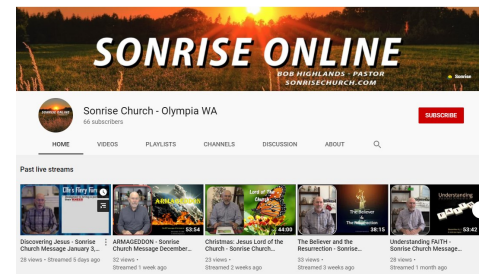 SONRISE ONLINE
BOB HIGHLANDS - PASTOR
SONRISECHURCH.COM
Sonrise
SONRISE ONLINE
Sonrise Church - Olympia WA
66 subscribers
SUBSCRIBE
HOME
VIDEOS
PLAYLISTS
CHANNELS
DISCUSSION
ABOUT
Past live streams
ARMAGEDDON
53:54
Lord of The
Church
44:00
The Believer
and the
Resurrection
38:15
Understanding
53:42
Discovering Jesus - Sonrise
Church Message January 3,...
28 views • Streamed 6 days ago
ARMAGEDDON - Sonrise
Church Message December...
32 views •
Streamed 1 week ago
Christmas: Jesus Lord of the
Church - Sonrise Church...
23 views •
Streamed 2 weeks ago
The Believer and the
Resurrection - Sonrise...
33 views •
Streamed 3 weeks ago
Understanding FAITH -
Sonrise Church Message...
28 views •
Streamed 1 month ago